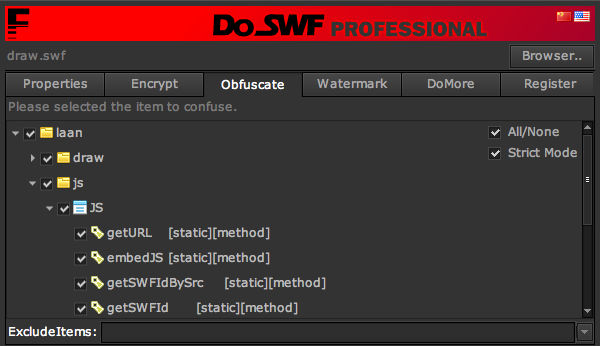 DO_SWF PROFESSIONAL
draw.swf
Browser..
Properties Encrypt Obfuscate Watermark DoMore Register
Please selected the item to confuse.
laan
All/None
draw
Strict Mode
js
JS
getURL [static][method]
embedJS [static][method]
getSWFIdBySrc [static][method]
getSWFId [static][method]
ExcludeItems: